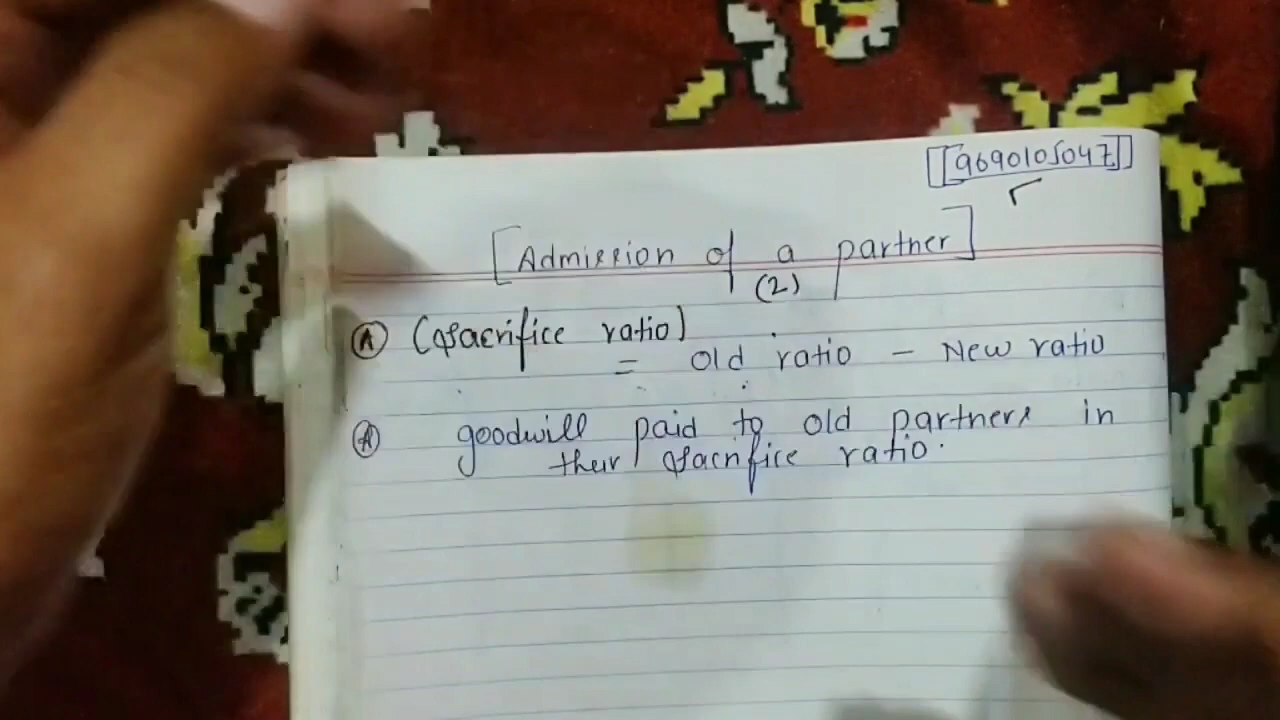 [[9690105047]]
[Admission of a partner]
(2)
(A) (Sacrifice ratio)
= Old ratio - New ratio
(A) goodwill paid to old partners in
their sacrifice ratio.